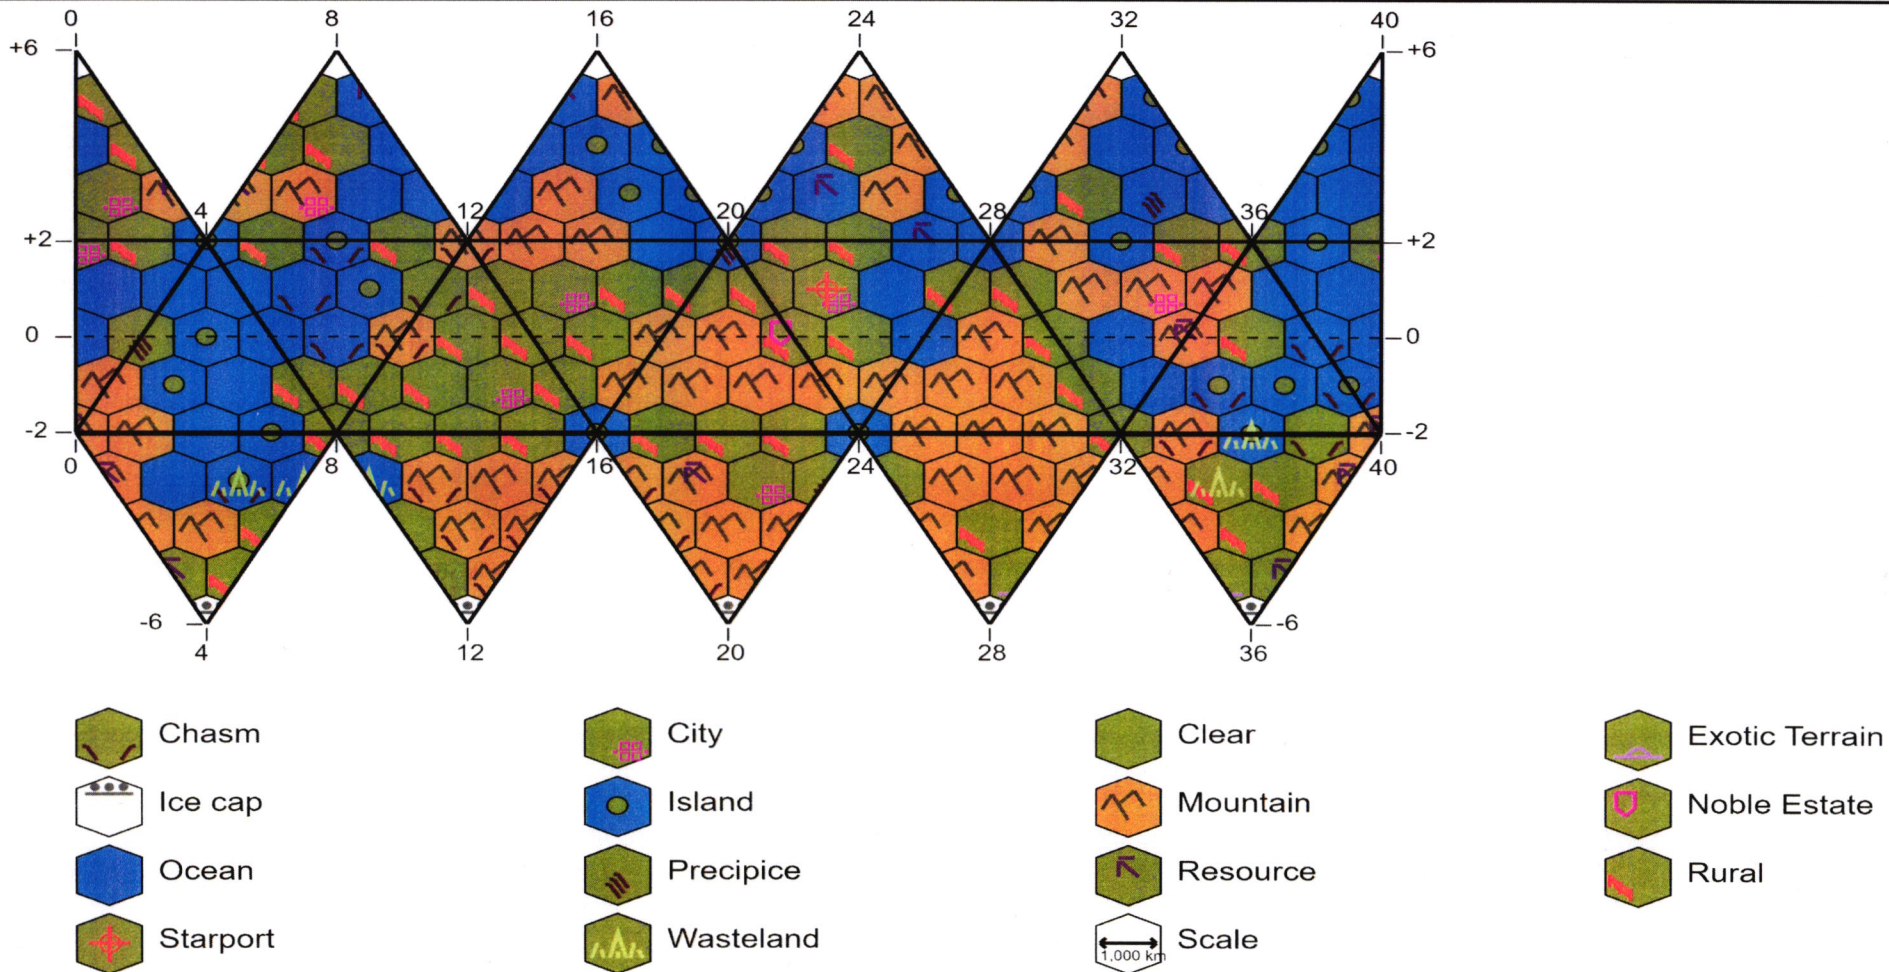 0 8 16 24 32 40
+6 +6
4 12 20 28 36
+2 +2
0 0
-2 -2
0 8 16 24 32 40
-6 -6
4 12 20 28 36
Chasm City Clear Exotic Terrain
Ice cap Island Mountain Noble Estate
Ocean Precipice Resource Rural
Starport Wasteland Scale
1,000 km